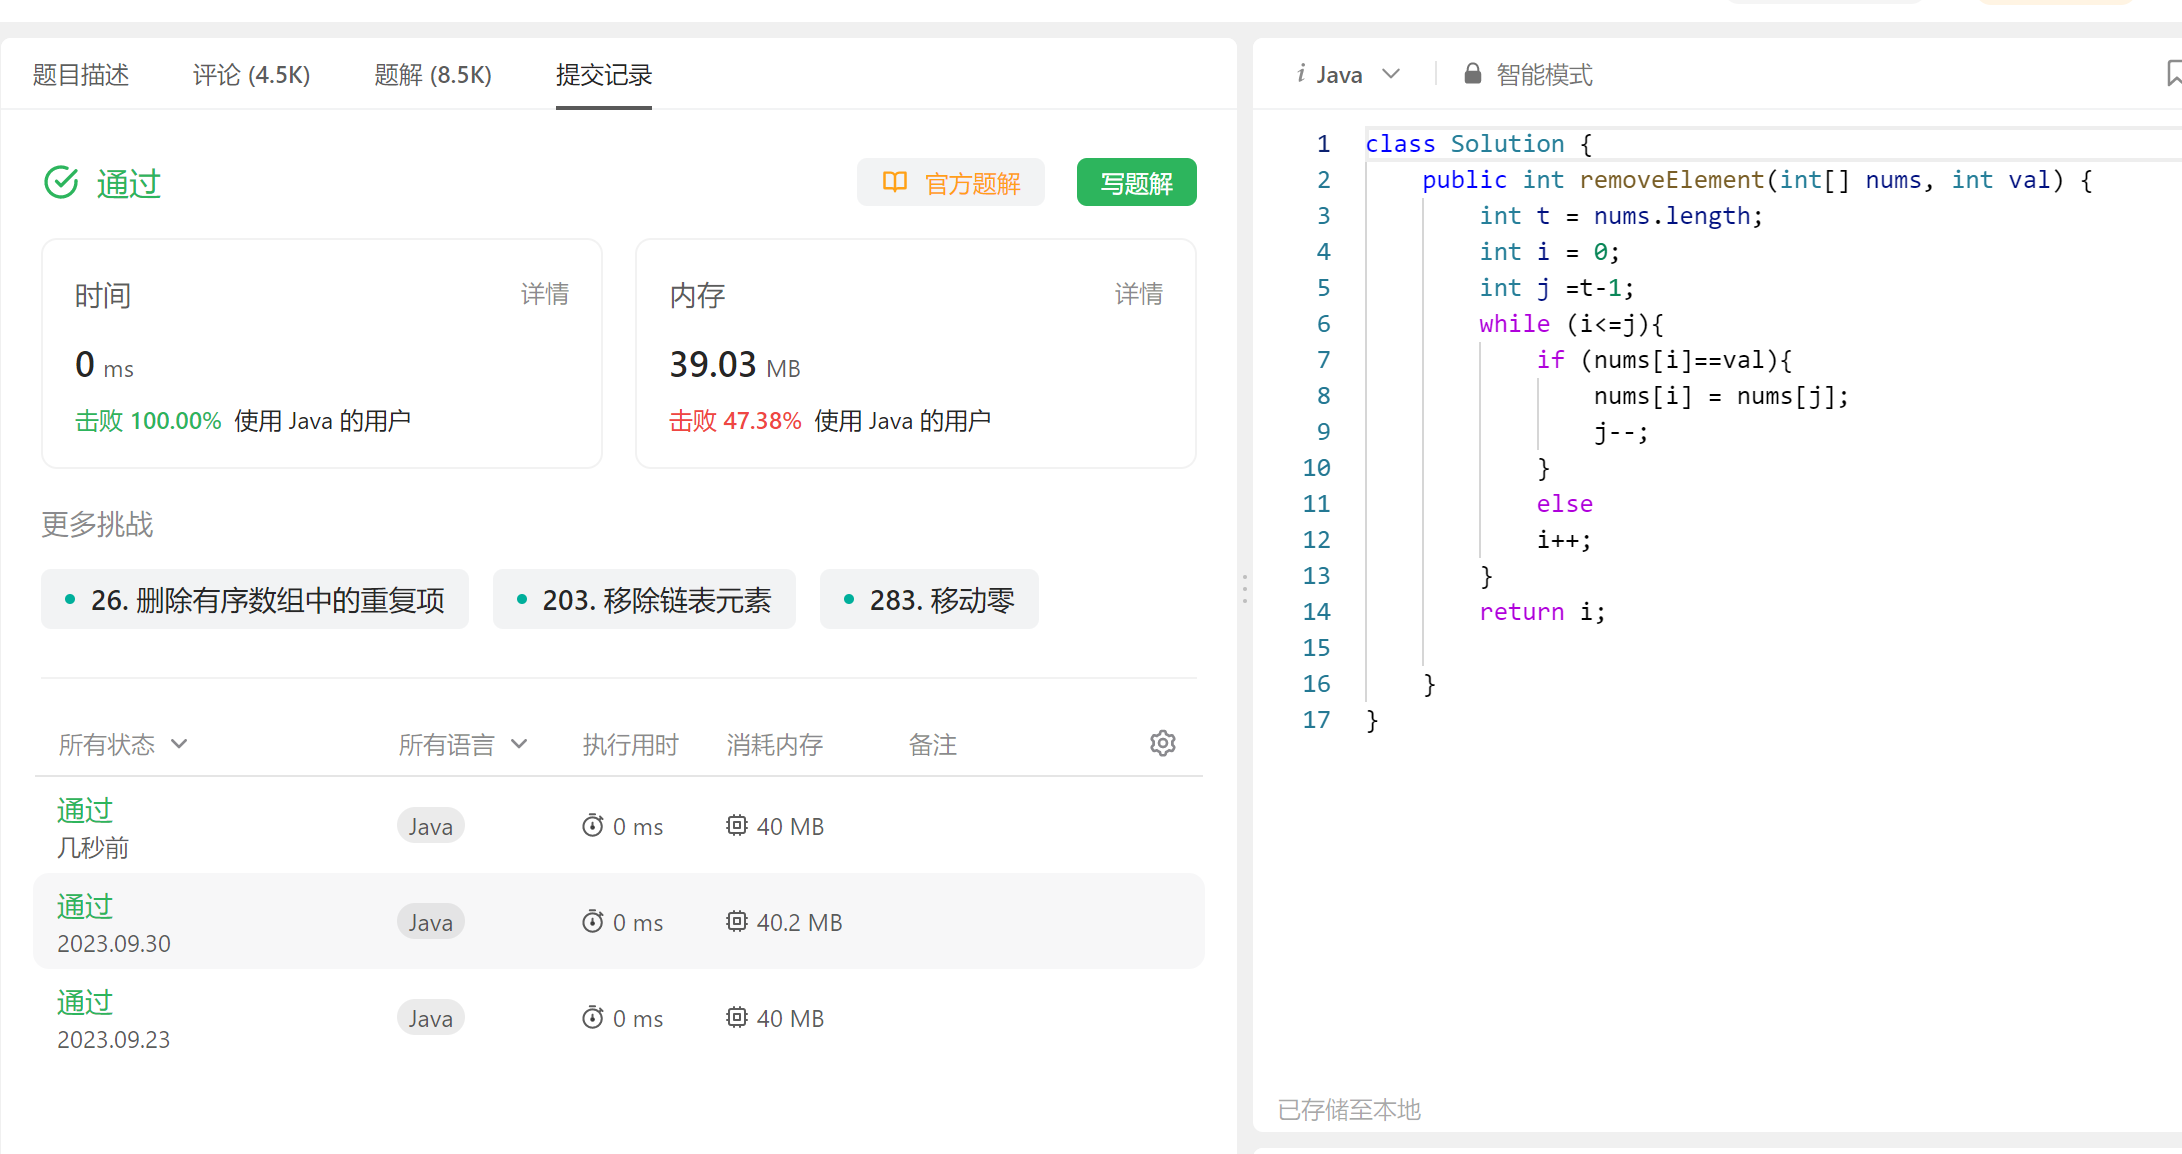 题目描述 评论 (4.5K) 题解 (8.5K) 提交记录
通过 官方题解 写题解
时间 详情 内存 详情
0 ms 39.03 MB
击败 100.00% 使用 Java 的用户 击败 47.38% 使用 Java 的用户
更多挑战
26. 删除有序数组中的重复项 203. 移除链表元素 283. 移动零
所有状态 所有语言 执行用时 消耗内存 备注
通过 Java 0 ms 40 MB
几秒前
通过 Java 0 ms 40.2 MB
2023.09.30
通过 Java 0 ms 40 MB
2023.09.23
i Java 智能模式
1 class Solution {
2 public int removeElement(int[] nums, int val) {
3 int t = nums.length;
4 int i = 0;
5 int j =t-1;
6 while (i<=j){
7 if (nums[i]==val){
8 nums[i] = nums[j];
9 j--;
10 }
11 else
12 i++;
13 }
14 return i;
15
16 }
17 }
已存储至本地